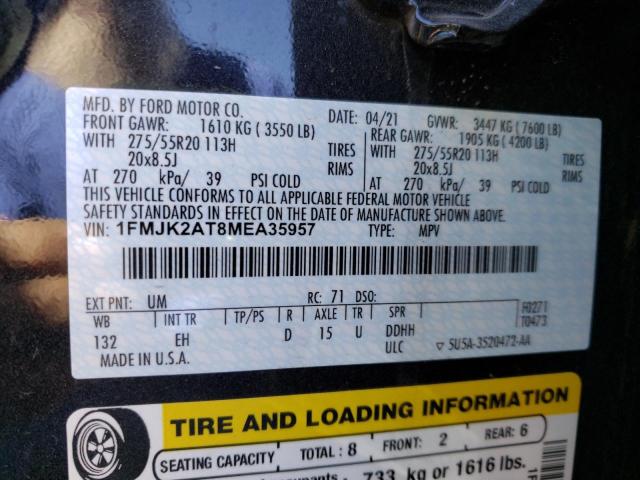 MFD. BY FORD MOTOR CO.
DATE: 04/21 GVWR: 3447 KG (7600 LB)
FRONT GAWR: 1610 KG (3550 LB)
REAR GAWR: 1905 KG (4200 LB)
WITH 275/55R20 113H TIRES
WITH 275/55R20 113H TIRES
20x8.5J RIMS
20x8.5J RIMS
AT 270 kPa/ 39 PSI COLD
AT 270 kPa/ 39 PSI COLD
THIS VEHICLE CONFORMS TO ALL APPLICABLE FEDERAL MOTOR VEHICLE
SAFETY STANDARDS IN EFFECT ON THE DATE OF MANUFACTURE SHOWN ABOVE.
VIN: 1FMJK2AT8MEA35957 TYPE: MPV
EXT PNT: UM RC: 71 DSO:
WB INT TR TP/PS R AXLE TR SPR
132 EH D 15 U DDHH
ULC
F0271
T0473
MADE IN U.S.A.
▽ 5U5A-3520472-AA
TIRE AND LOADING INFORMATION
SEATING CAPACITY TOTAL: 8 FRONT: 2 REAR: 6
733 kg or 1616 lbs.